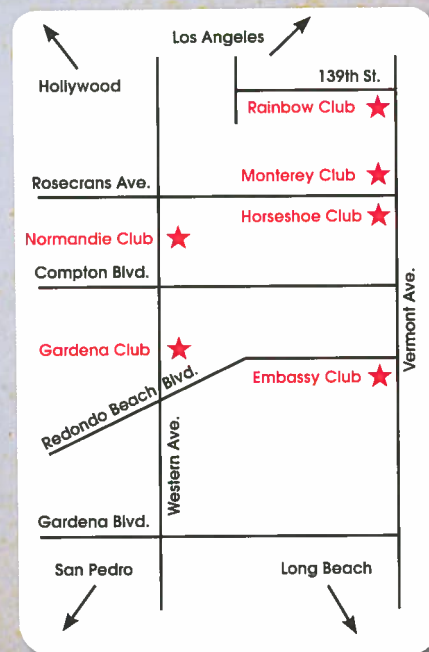 Los Angeles
Hollywood
139th St.
Rainbow Club
Monterey Club
Rosecrans Ave.
Horseshoe Club
Normandie Club
Compton Blvd.
Vermont Ave.
Gardena Club
Redondo Beach Blvd.
Embassy Club
Western Ave.
Gardena Blvd.
San Pedro
Long Beach